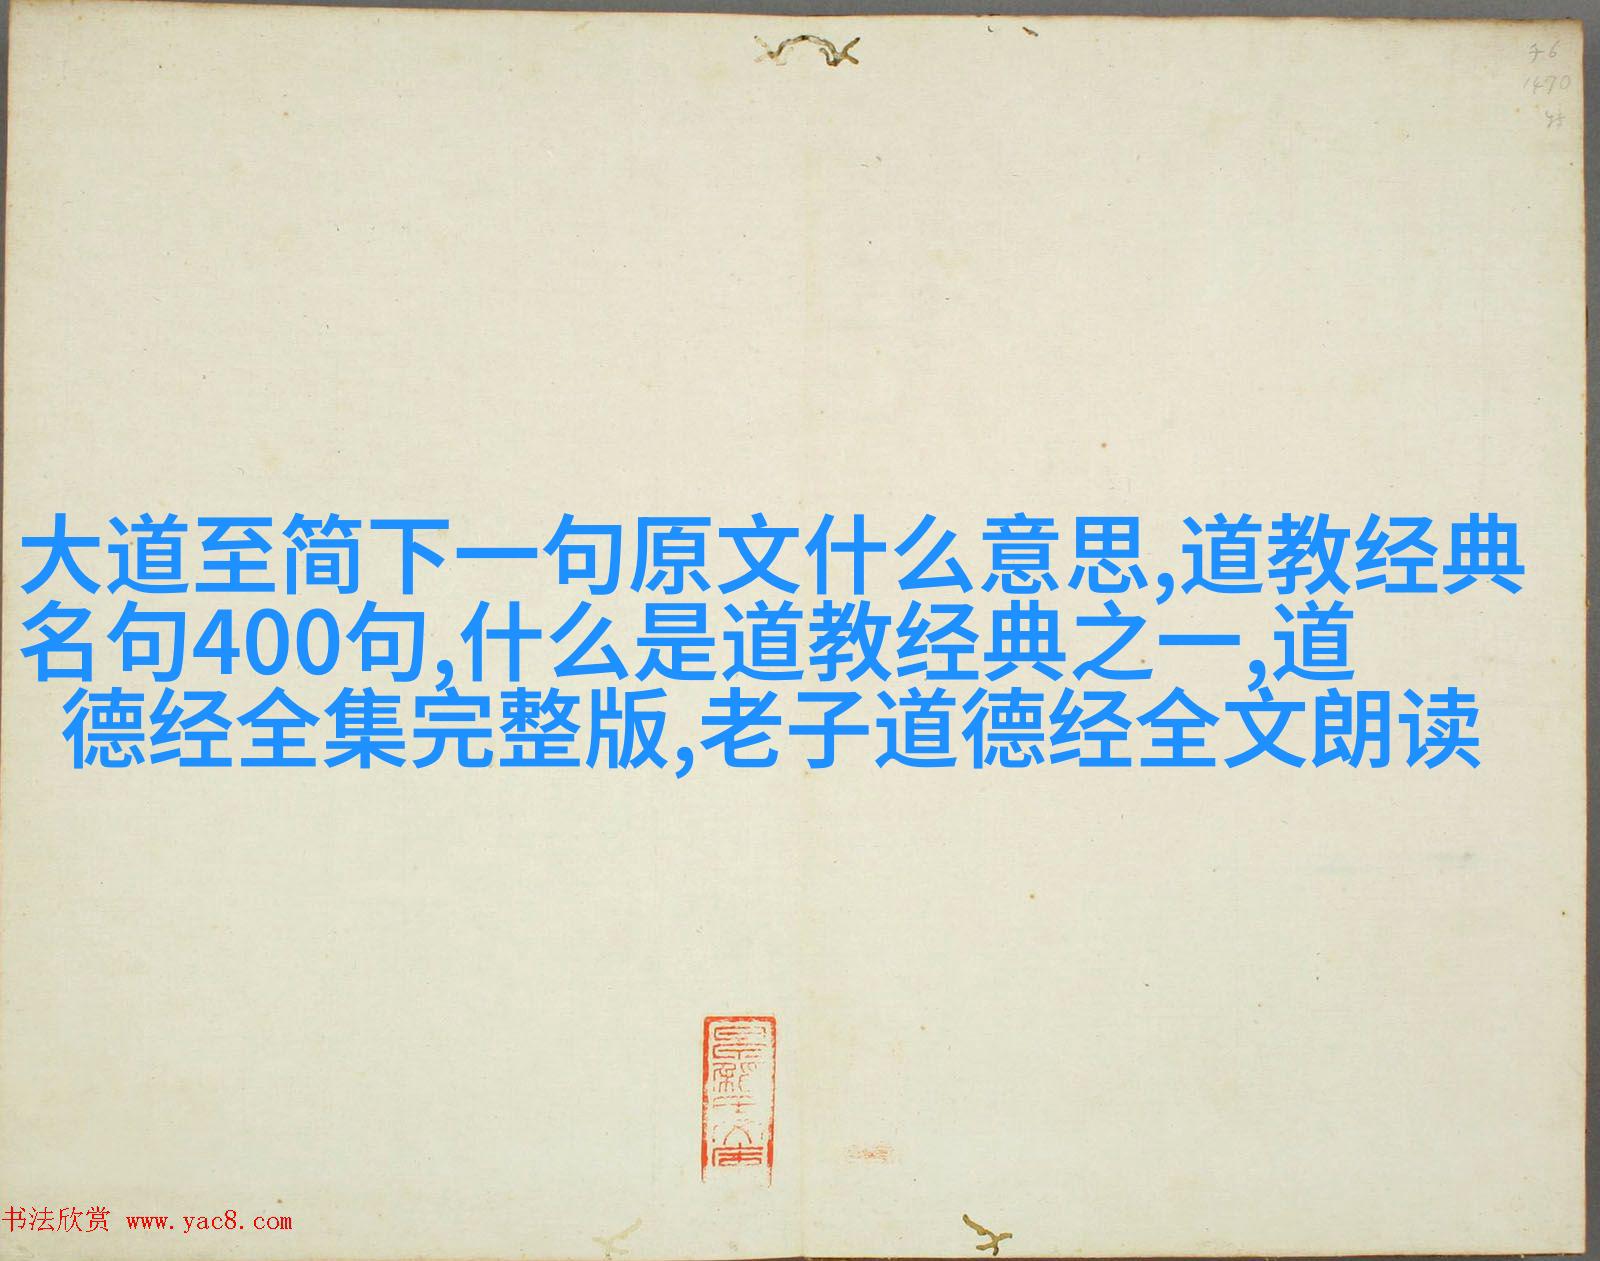 大道至简下一句原文什么意思,道教经典
名句400句,什么是道教经典之一,道
德经全集完整版,老子道德经全文朗读
书法欣赏 www.yac8.com
1470